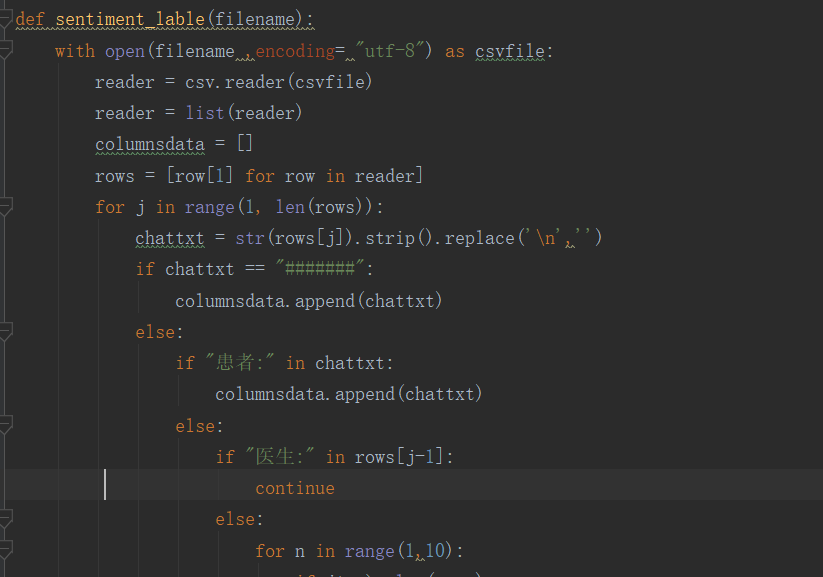 def sentiment_lable(filename):
    with open(filename ,encoding= "utf-8") as csvfile:
        reader = csv.reader(csvfile)
        reader = list(reader)
        columnsdata = []
        rows = [row[1] for row in reader]
        for j in range(1, len(rows)):
            chattxt = str(rows[j]).strip().replace('\n','')
            if chattxt == "#######":
                columnsdata.append(chattxt)
            else:
                if "患者:" in chattxt:
                    columnsdata.append(chattxt)
                else:
                    if "医生:" in rows[j-1]:
                        continue
                    else:
                        for n in range(1,10):